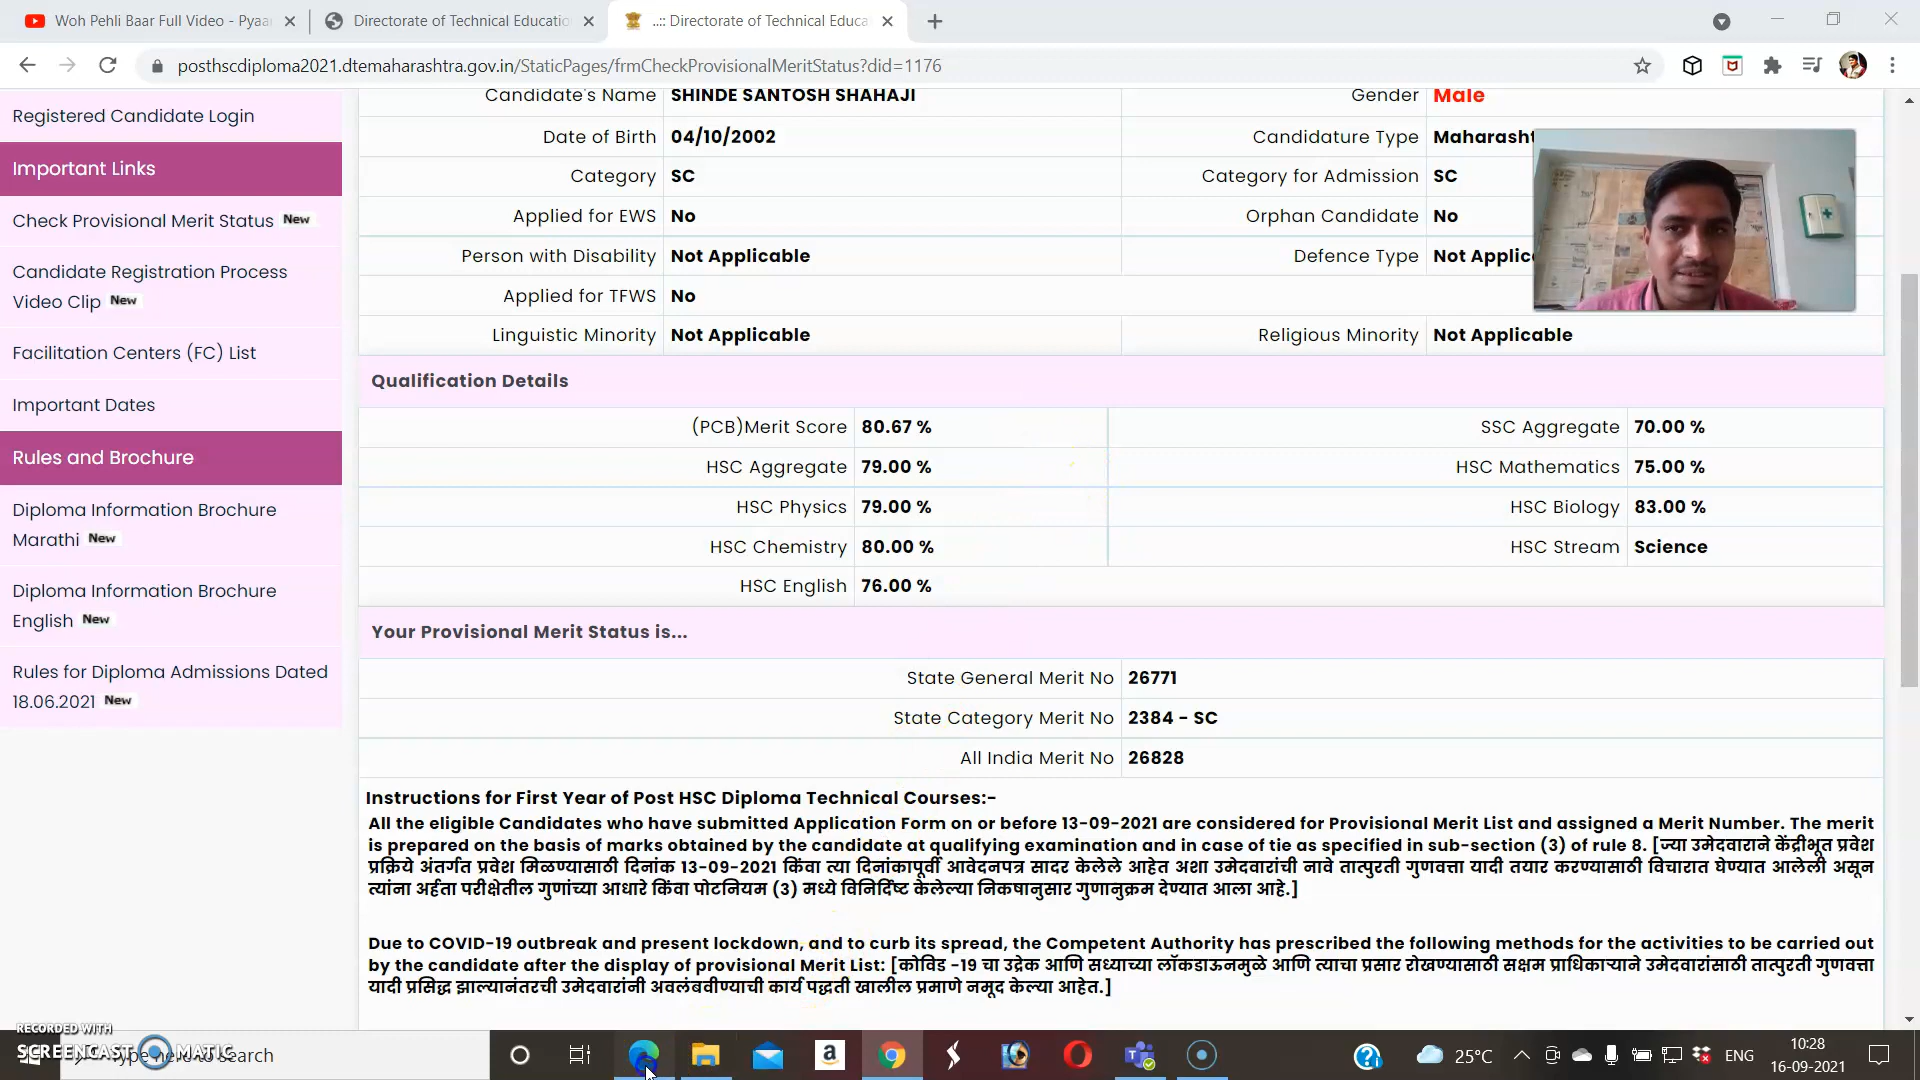 Woh Pehli Baar Full Video - Pyaa
Directorate of Technical Educatio
..:: Directorate of Technical Educa
posthscdiploma2021.dtemaharashtra.gov.in/StaticPages/frmCheckProvisionalMeritStatus?did=1176
Registered Candidate Login
Important Links
Check Provisional Merit Status New
Candidate Registration Process
Video Clip New
Facilitation Centers (FC) List
Important Dates
Rules and Brochure
Diploma Information Brochure
Marathi New
Diploma Information Brochure
English New
Rules for Diploma Admissions Dated
18.06.2021 New
Candidate's Name SHINDE SANTOSH SHAHAJI Gender Male
Date of Birth 04/10/2002 Candidature Type Maharasht
Category SC Category for Admission SC
Applied for EWS No Orphan Candidate No
Person with Disability Not Applicable Defence Type Not Applic
Applied for TFWS No
Linguistic Minority Not Applicable Religious Minority Not Applicable
Qualification Details
(PCB)Merit Score 80.67 % SSC Aggregate 70.00 %
HSC Aggregate 79.00 % HSC Mathematics 75.00 %
HSC Physics 79.00 % HSC Biology 83.00 %
HSC Chemistry 80.00 % HSC Stream Science
HSC English 76.00 %
Your Provisional Merit Status is...
State General Merit No 26771
State Category Merit No 2384 - SC
All India Merit No 26828
Instructions for First Year of Post HSC Diploma Technical Courses:-
All the eligible Candidates who have submitted Application Form on or before 13-09-2021 are considered for Provisional Merit List and assigned a Merit Number. The merit
is prepared on the basis of marks obtained by the candidate at qualifying examination and in case of tie as specified in sub-section (3) of rule 8. [ज्या उमेदवाराने केंद्रीभूत प्रवेश
प्रक्रिये अंतर्गत प्रवेश मिळण्यासाठी दिनांक 13-09-2021 किंवा त्या दिनांकापूर्वी आवेदनपत्र सादर केलेले आहेत अशा उमेदवारांची नावे तात्पुरती गुणवत्ता यादी तयार करण्यासाठी विचारात घेण्यात आलेली असून
त्यांना अर्हता परीक्षेतील गुणांच्या आधारे किंवा पोटनियम (3) मध्ये विनिर्दिष्ट केलेल्या निकषानुसार गुणानुक्रम देण्यात आला आहे.]
Due to COVID-19 outbreak and present lockdown, and to curb its spread, the Competent Authority has prescribed the following methods for the activities to be carried out
by the candidate after the display of provisional Merit List: [कोविड -19 चा उद्रेक आणि सध्याच्या लॉकडाऊनमुळे आणि त्याचा प्रसार रोखण्यासाठी सक्षम प्राधिकाऱ्याने उमेदवारांसाठी तात्पुरती गुणवत्ता
यादी प्रसिद्ध झाल्यानंतरची उमेदवारांनी अवलंबवीण्याची कार्य पद्धती खालील प्रमाणे नमूद केल्या आहेत.]
RECORDED WITH
SCREENCAST MATIC
Type here to search
25°C
ENG
10:28
16-09-2021